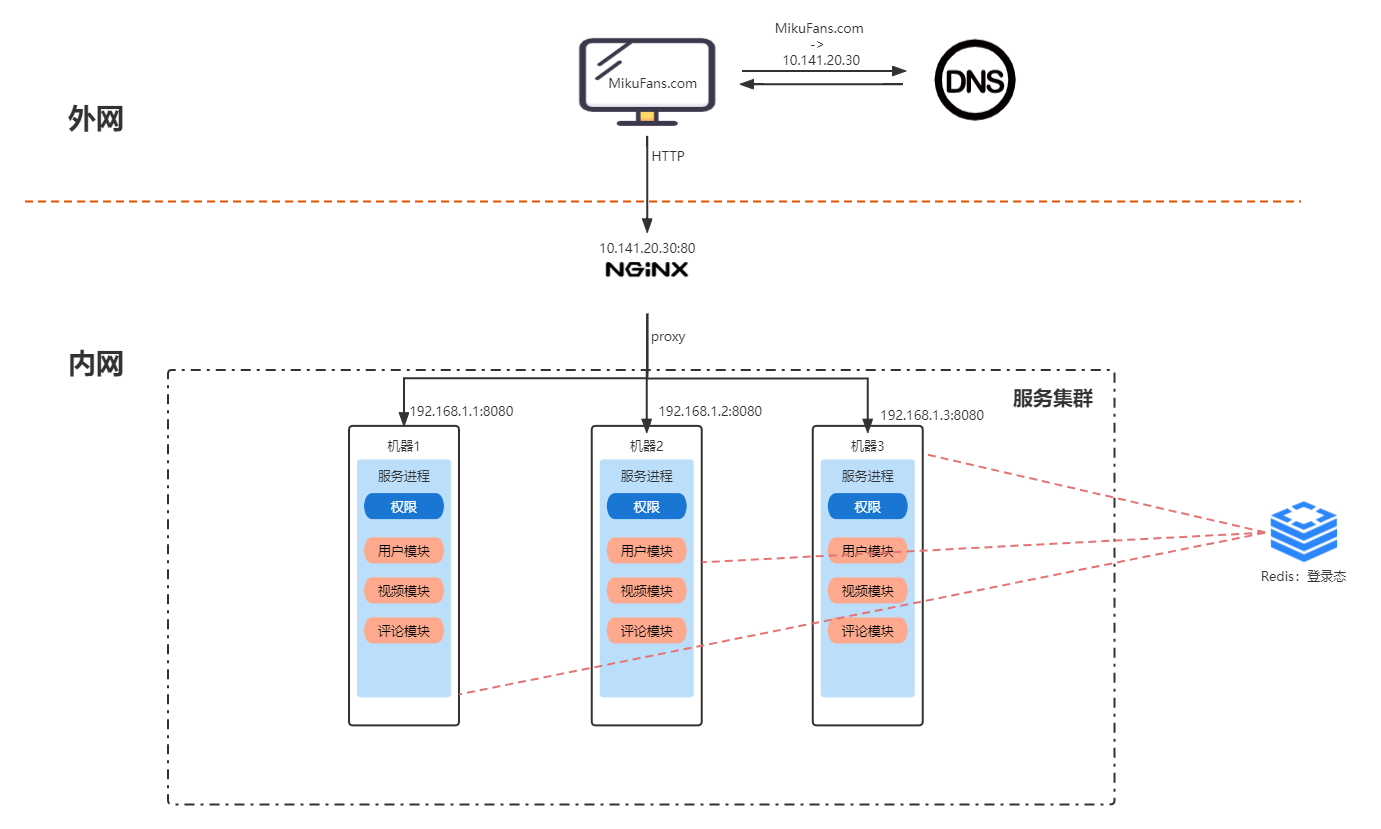 MikuFans.com
->
10.141.20.30
MikuFans.com
DNS
外网
HTTP
10.141.20.30:80
NGINX
proxy
内网
服务集群
192.168.1.1:8080
192.168.1.2:8080
192.168.1.3:8080
机器1
服务进程
权限
用户模块
视频模块
评论模块
机器2
服务进程
权限
用户模块
视频模块
评论模块
机器3
服务进程
权限
用户模块
视频模块
评论模块
Redis：登录态